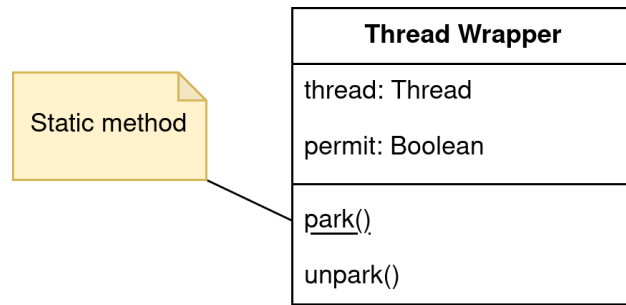 Thread Wrapper
Static method
thread: Thread
permit: Boolean
park()
unpark()